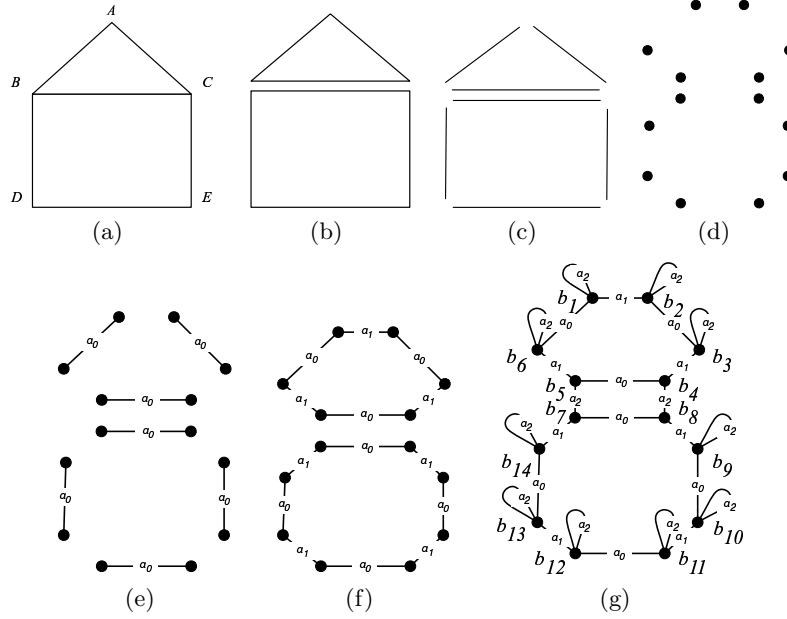 A
B C
D E
(a) (b) (c) (d)
a0 a0
a0
a0
a0 a0
a0
(e)
a1
a0 a0
a1 a1
a0
a0
a1 a1
a0 a0
a1 a1
a0
(f)
a2 a2
b1 a1 b2
a2 a0 a0 a2
b6 b3
a1 a1
b5 a0 b4
a2 a2
b7 a0 b8
a2 a1 a1 a2
b14 b9
a0 a0
a2 a2
b13 a1 a2 a2 a1 b10
b12 a0 b11
(g)